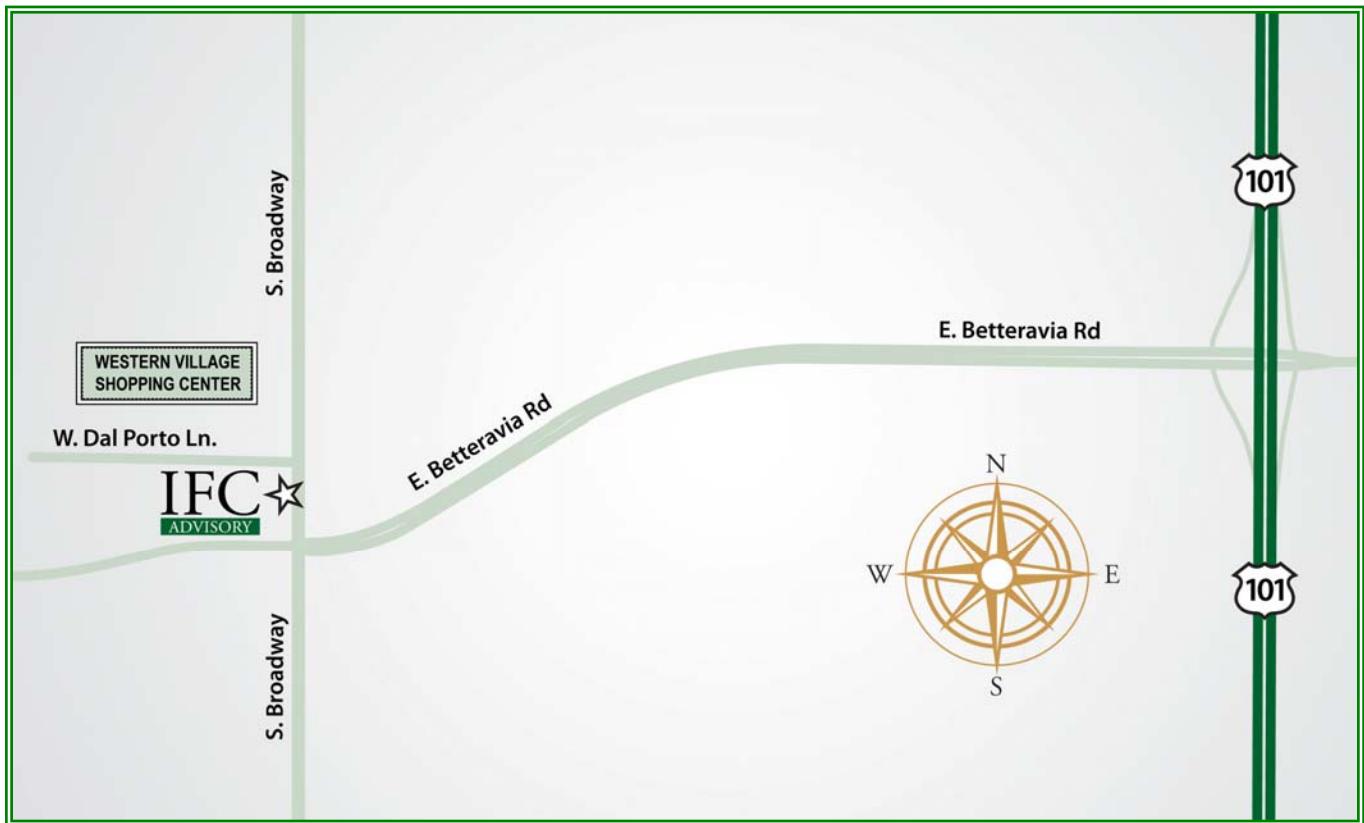 S. Broadway
101
E. Betteravia Rd
WESTERN VILLAGE
SHOPPING CENTER
W. Dal Porto Ln.
E. Betteravia Rd
IFC
ADVISORY
N
W
E
S
101
S. Broadway